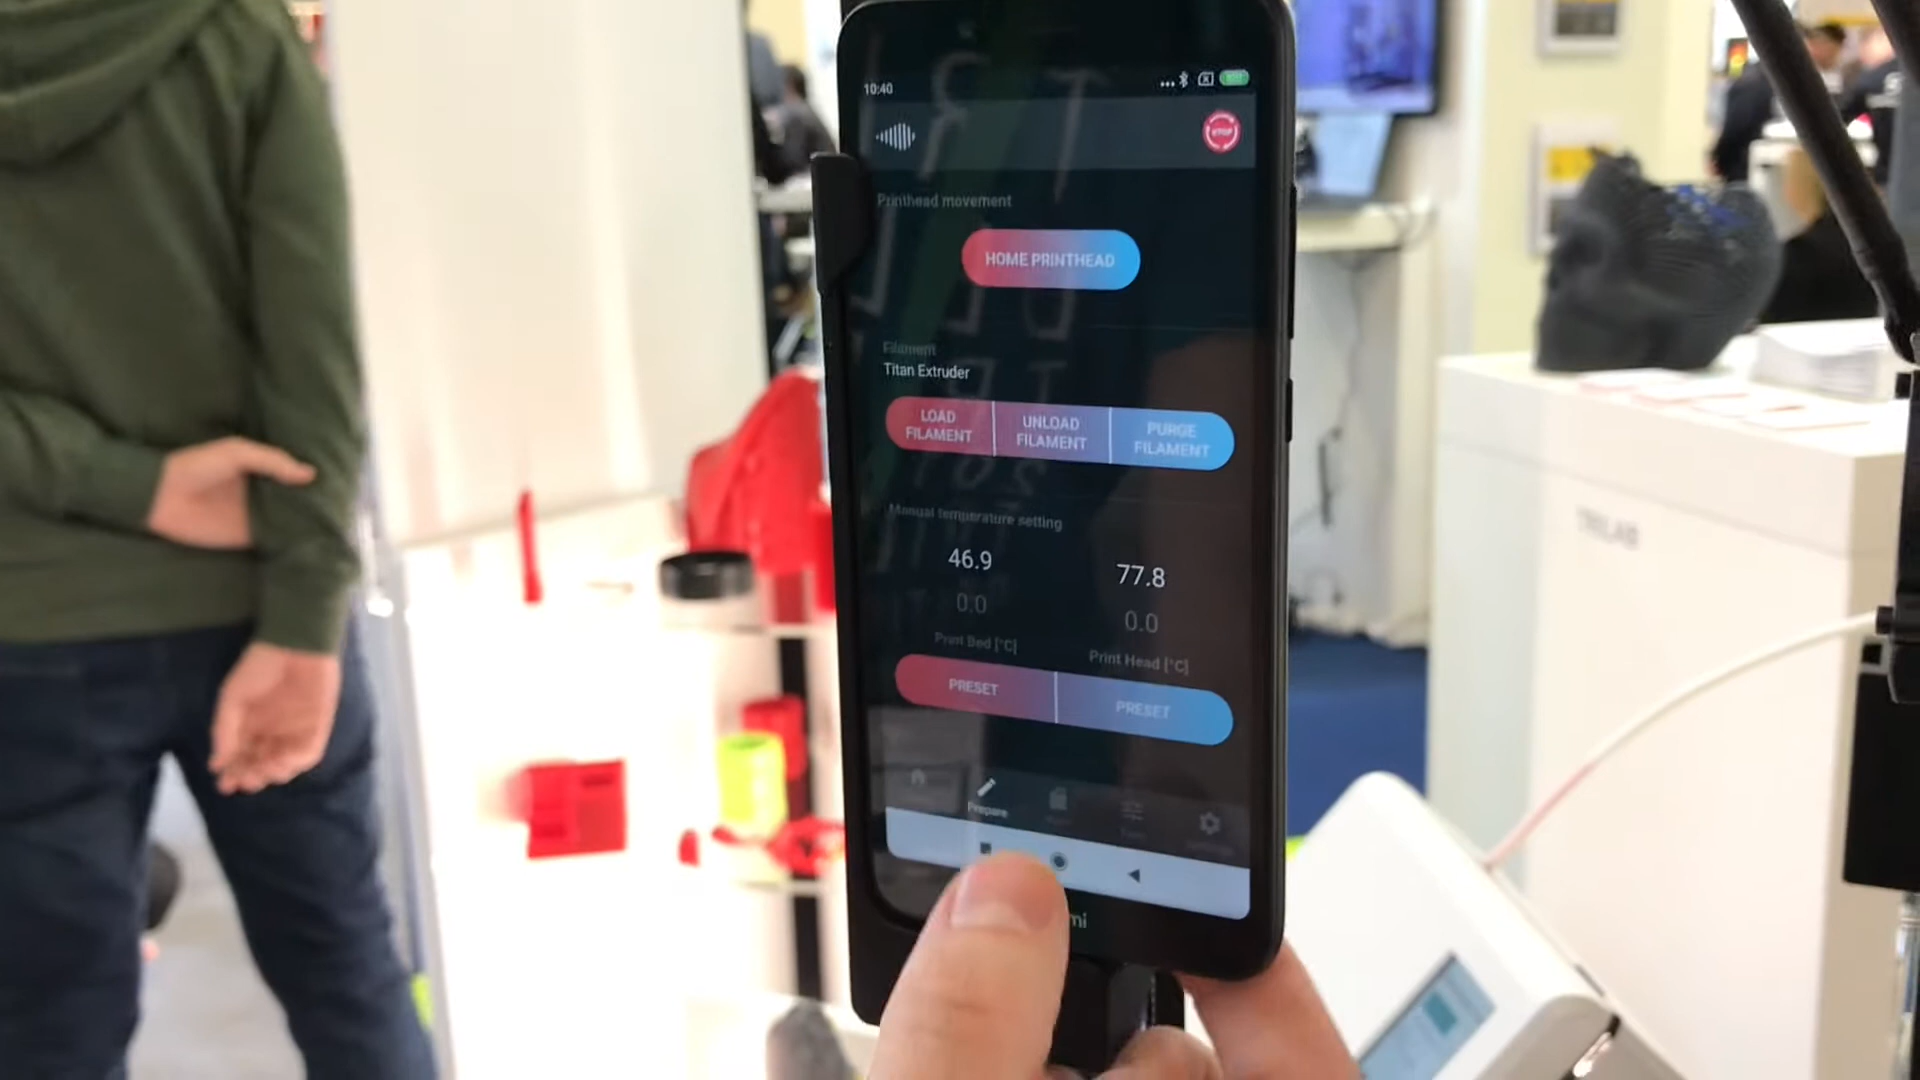 10:40
STOP
Printhead movement
HOME PRINTHEAD
Filament
Titan Extruder
LOAD
FILAMENT
UNLOAD
FILAMENT
PURGE
FILAMENT
Manual temperature setting
46.9
77.8
0.0
0.0
Print Bed [°C]
Print Head [°C]
PRESET
PRESET
Prepare
mi
TRILAB